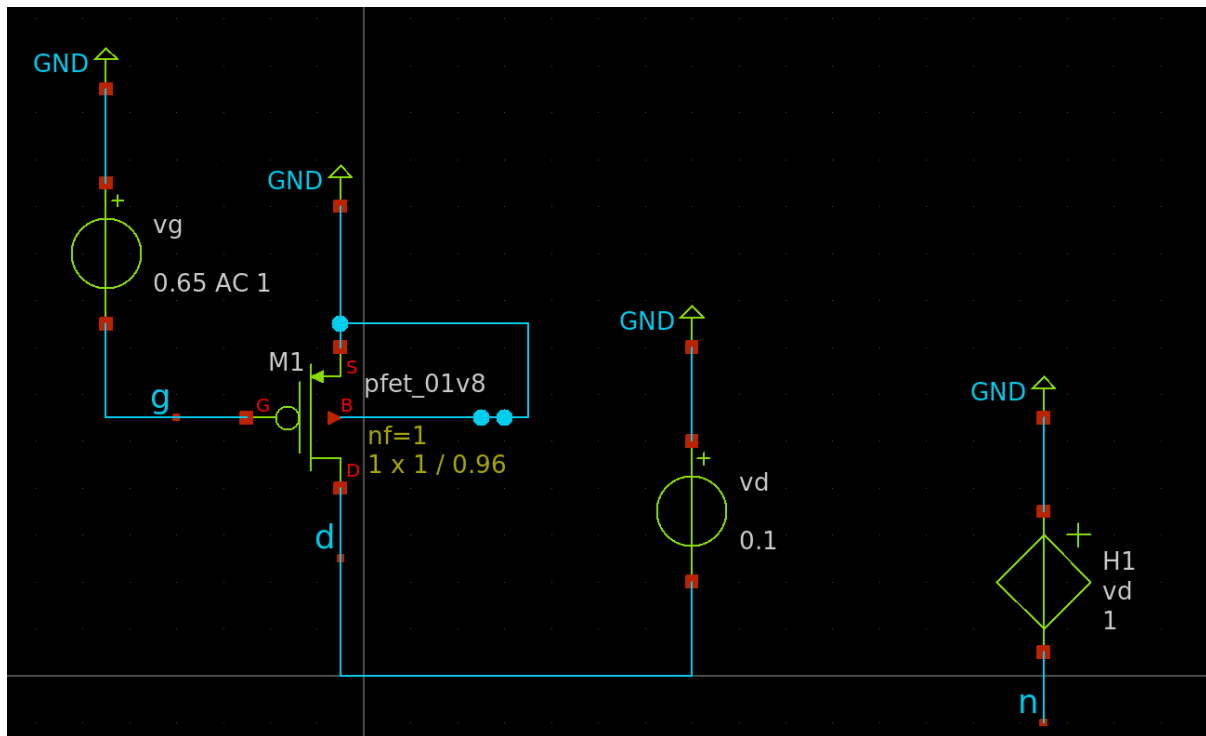 GND
+
vg
0.65 AC 1
g
GND
M1
G
S
pfet_01v8
B
nf=1
1 x 1 / 0.96
D
d
GND
+
vd
0.1
GND
+
H1
vd
1
n